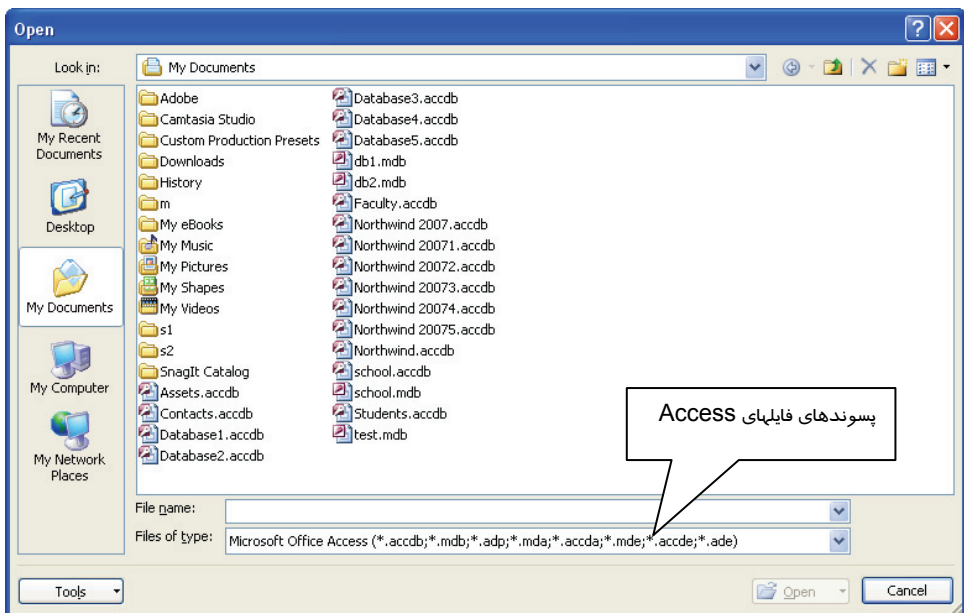 Open
Look in:
My Documents
My Recent
Documents
Desktop
My Documents
My Computer
My Network
Places
Adobe
Camtasia Studio
Custom Production Presets
Downloads
History
m
My eBooks
My Music
My Pictures
My Shapes
My Videos
s1
s2
SnagIt Catalog
Assets.accdb
Contacts.accdb
Database1.accdb
Database2.accdb
Database3.accdb
Database4.accdb
Database5.accdb
db1.mdb
db2.mdb
Faculty.accdb
Northwind 2007.accdb
Northwind 20071.accdb
Northwind 20072.accdb
Northwind 20073.accdb
Northwind 20074.accdb
Northwind 20075.accdb
Northwind.accdb
school.accdb
school.mdb
Students.accdb
test.mdb
پسوندهای فایلهای Access
File name:
Files of type:
Microsoft Office Access (*.accdb;*.mdb;*.adp;*.mda;*.accda;*.mde;*.accde;*.ade)
Tools
Open
Cancel